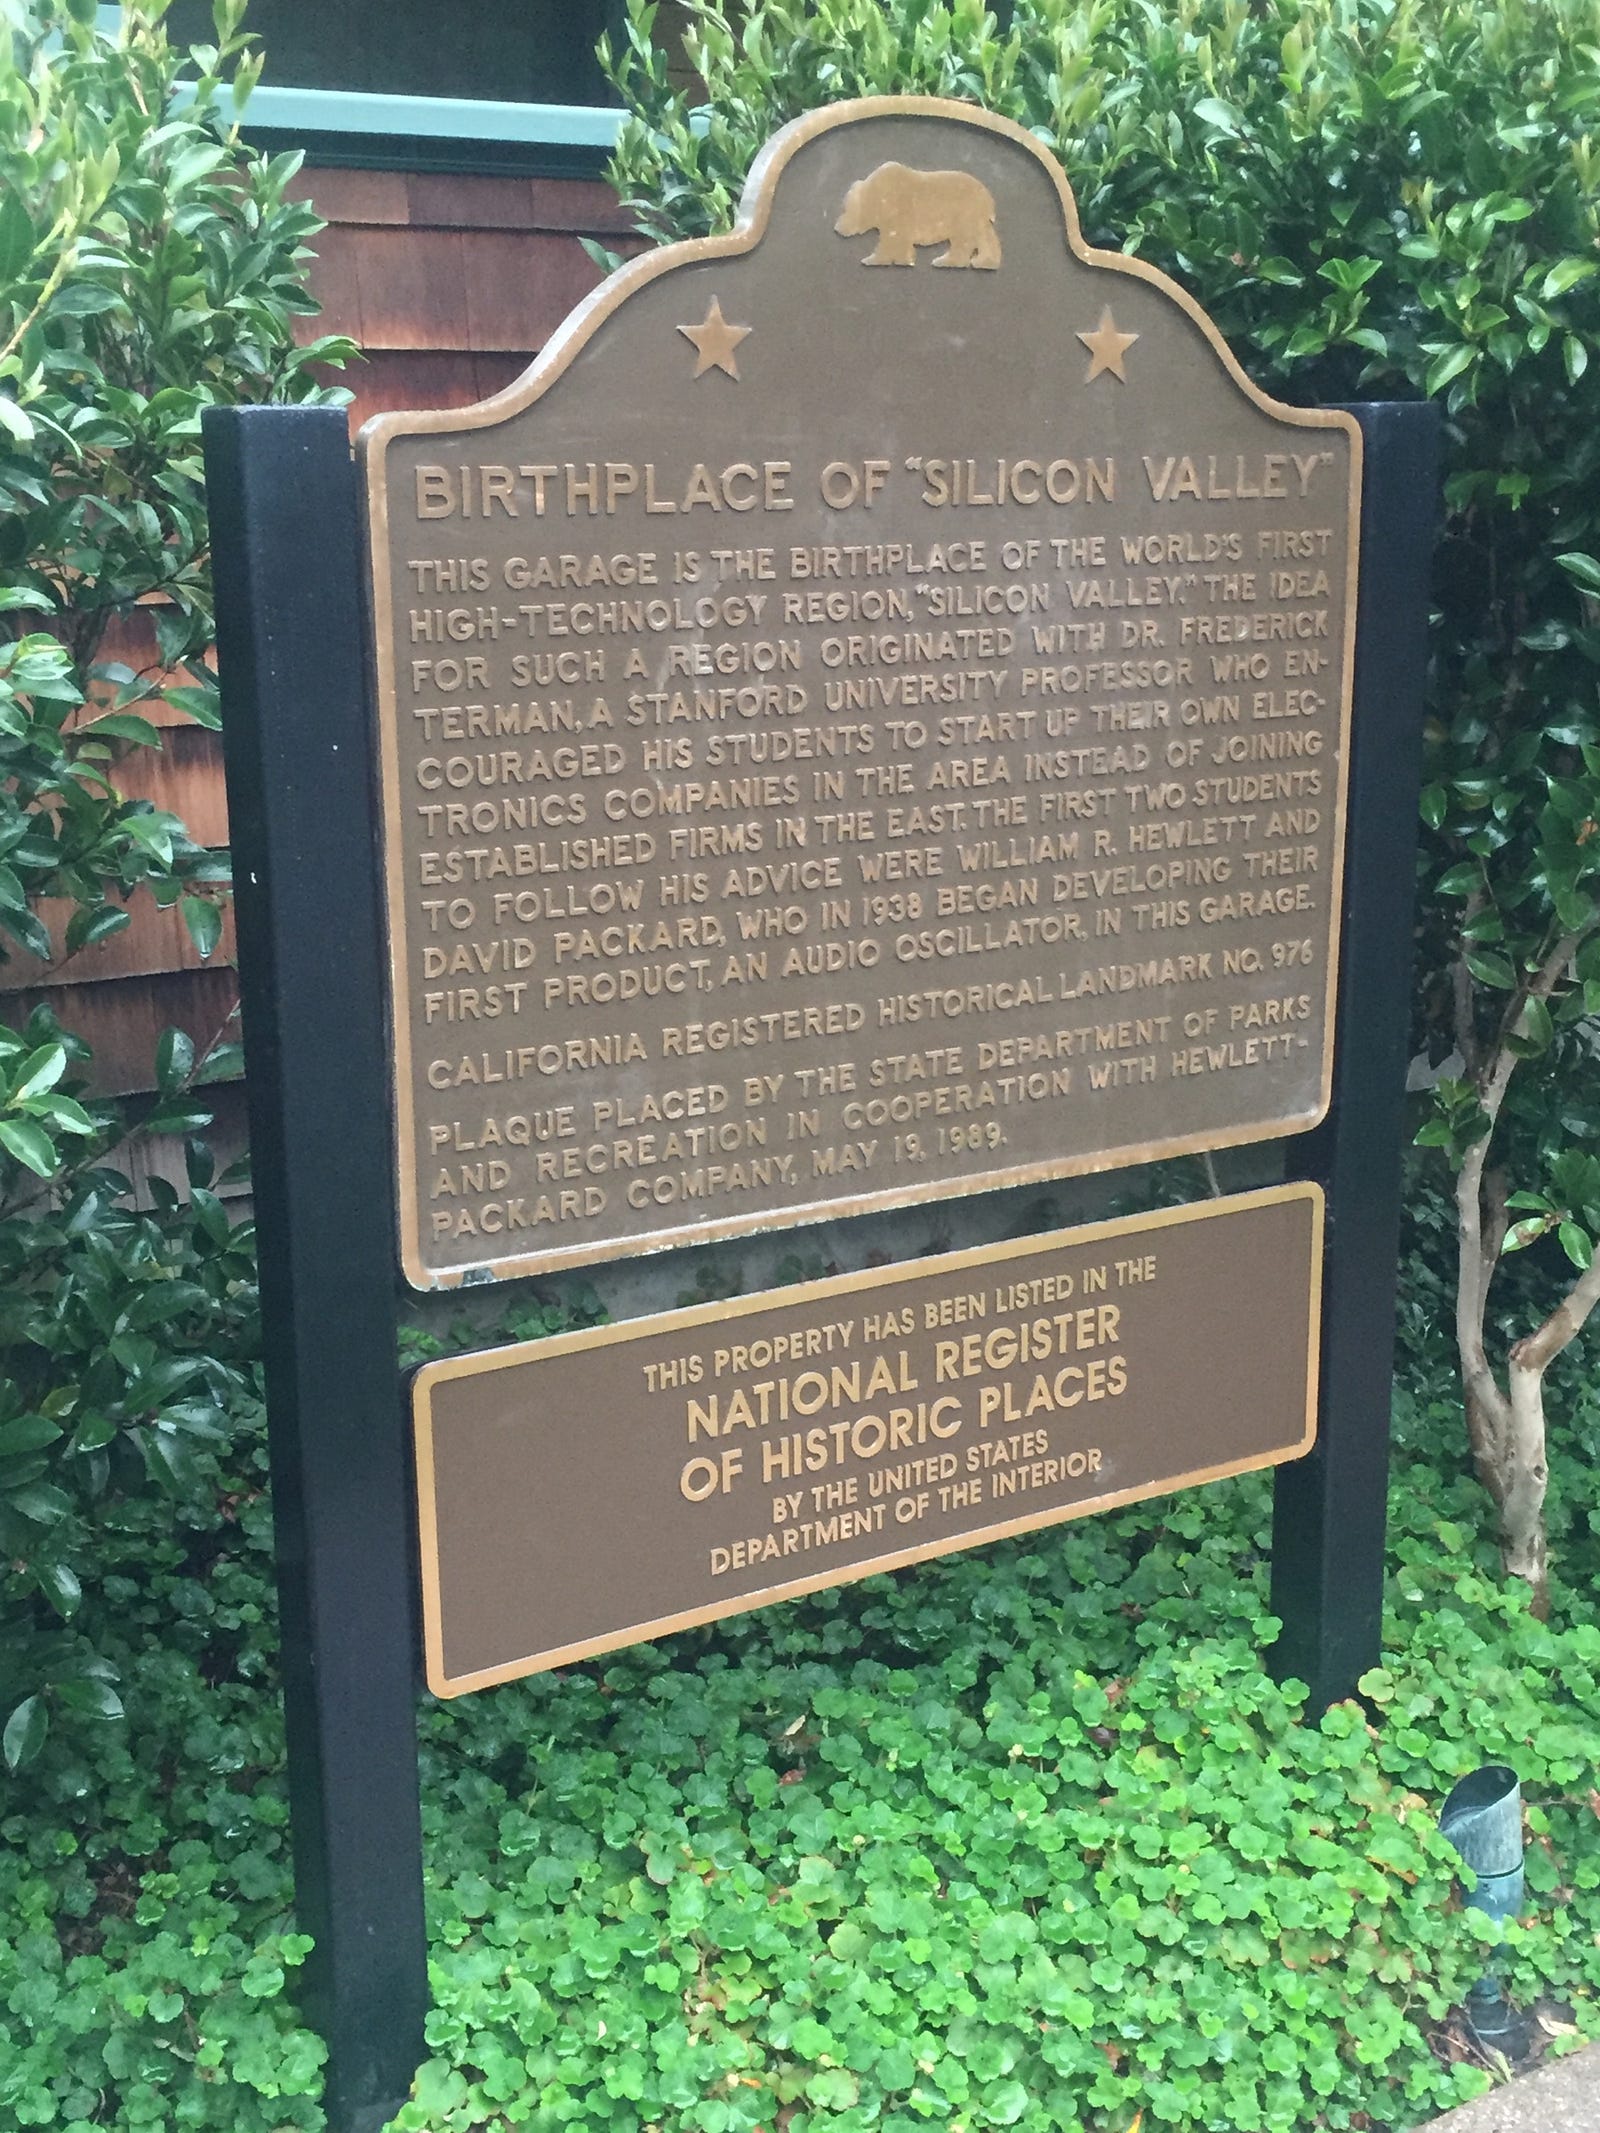 BIRTHPLACE OF "SILICON VALLEY"
THIS GARAGE IS THE BIRTHPLACE OF THE WORLD'S FIRST
HIGH-TECHNOLOGY REGION, "SILICON VALLEY." THE IDEA
FOR SUCH A REGION ORIGINATED WITH DR. FREDERICK
TERMAN, A STANFORD UNIVERSITY PROFESSOR WHO EN-
COURAGED HIS STUDENTS TO START UP THEIR OWN ELEC-
TRONICS COMPANIES IN THE AREA INSTEAD OF JOINING
ESTABLISHED FIRMS IN THE EAST. THE FIRST TWO STUDENTS
TO FOLLOW HIS ADVICE WERE WILLIAM R. HEWLETT AND
DAVID PACKARD, WHO IN 1938 BEGAN DEVELOPING THEIR
FIRST PRODUCT, AN AUDIO OSCILLATOR, IN THIS GARAGE.
CALIFORNIA REGISTERED HISTORICAL LANDMARK NO. 976
PLAQUE PLACED BY THE STATE DEPARTMENT OF PARKS
AND RECREATION IN COOPERATION WITH HEWLETT-
PACKARD COMPANY, MAY 19, 1989.
THIS PROPERTY HAS BEEN LISTED IN THE
NATIONAL REGISTER
OF HISTORIC PLACES
BY THE UNITED STATES
DEPARTMENT OF THE INTERIOR